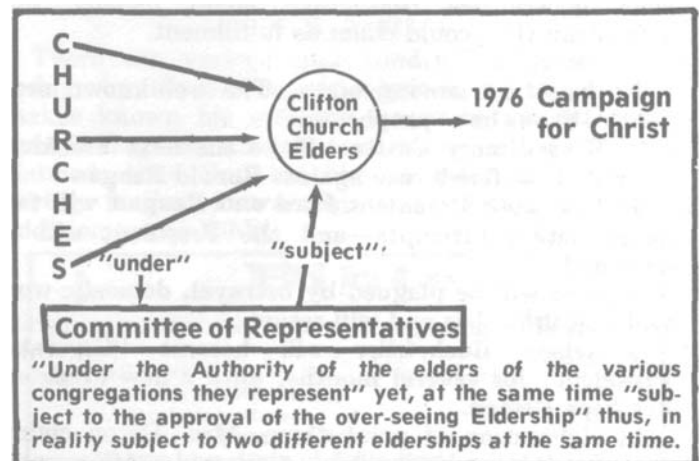 CHURCHES
Clifton
Church
Elders
1976 Campaign
for Christ
"under"
"subject"
Committee of Representatives
"Under the Authority of the elders of the various
congregations they represent" yet, at the same time "sub-
ject to the approval of the over-seeing Eldership" thus, in
reality subject to two different elderships at the same time.